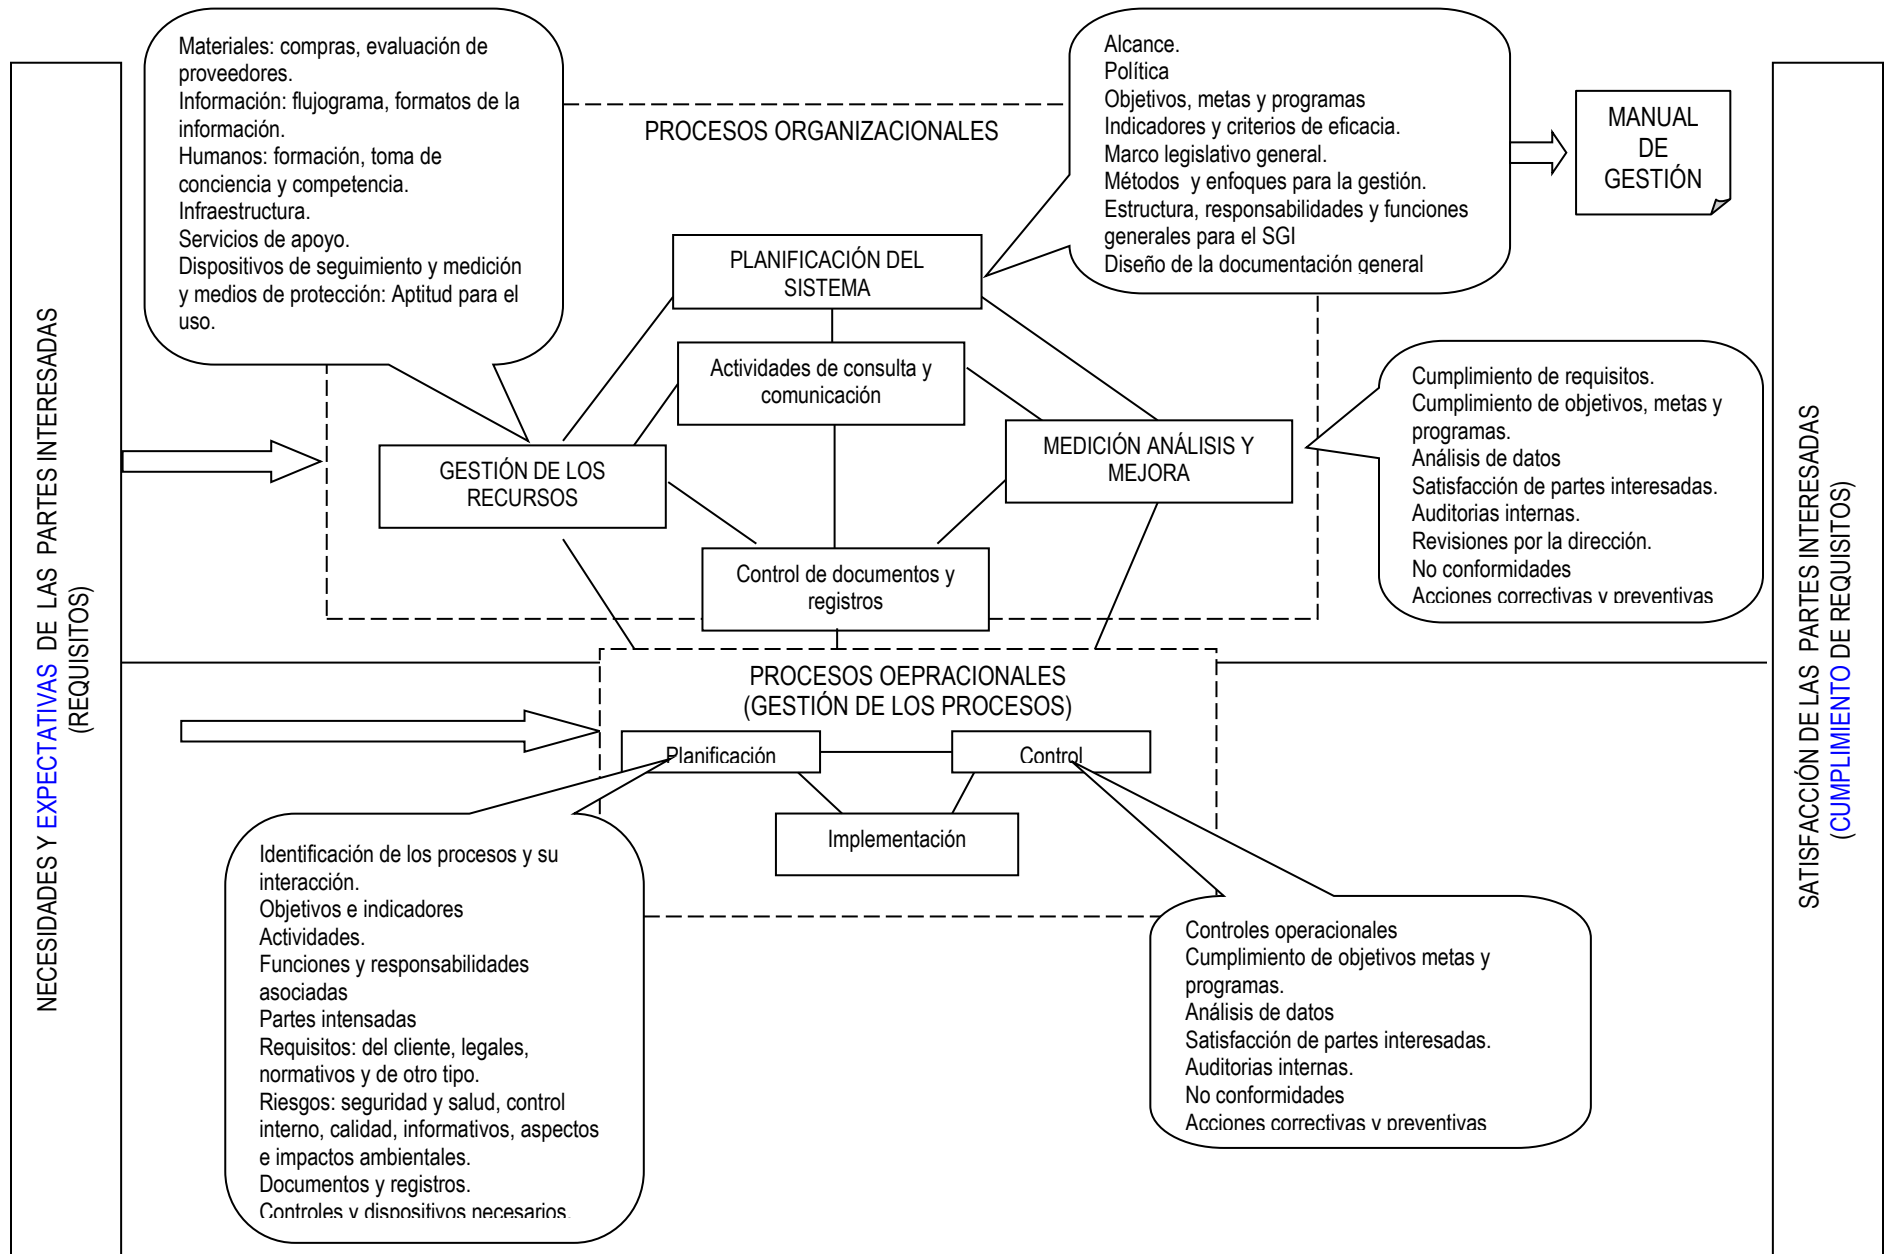 NECESIDADES Y EXPECTATIVAS DE LAS PARTES INTERESADAS
(REQUISITOS)
Materiales: compras, evaluación de
proveedores.
Información: flujograma, formatos de la
información.
Humanos: formación, toma de
conciencia y competencia.
Infraestructura.
Servicios de apoyo.
Dispositivos de seguimiento y medición
y medios de protección: Aptitud para el
uso.
PROCESOS ORGANIZACIONALES
Alcance.
Política
Objetivos, metas y programas
Indicadores y criterios de eficacia.
Marco legislativo general.
Métodos y enfoques para la gestión.
Estructura, responsabilidades y funciones
generales para el SGI
Diseño de la documentación general
MANUAL
DE
GESTIÓN
PLANIFICACIÓN DEL
SISTEMA
Actividades de consulta y
comunicación
GESTIÓN DE LOS
RECURSOS
MEDICIÓN ANÁLISIS Y
MEJORA
Cumplimiento de requisitos.
Cumplimiento de objetivos, metas y
programas.
Análisis de datos
Satisfacción de partes interesadas.
Auditorias internas.
Revisiones por la dirección.
No conformidades
Acciones correctivas y preventivas
Control de documentos y
registros
PROCESOS OEPRACIONALES
(GESTIÓN DE LOS PROCESOS)
Planificación
Control
Implementación
Identificación de los procesos y su
interacción.
Objetivos e indicadores
Actividades.
Funciones y responsabilidades
asociadas
Partes intensadas
Requisitos: del cliente, legales,
normativos y de otro tipo.
Riesgos: seguridad y salud, control
interno, calidad, informativos, aspectos
e impactos ambientales.
Documentos y registros.
Controles y dispositivos necesarios.
Controles operacionales
Cumplimiento de objetivos metas y
programas.
Análisis de datos
Satisfacción de partes interesadas.
Auditorias internas.
No conformidades
Acciones correctivas y preventivas
SATISFACCIÓN DE LAS PARTES INTERESADAS
(CUMPLIMIENTO DE REQUISITOS)